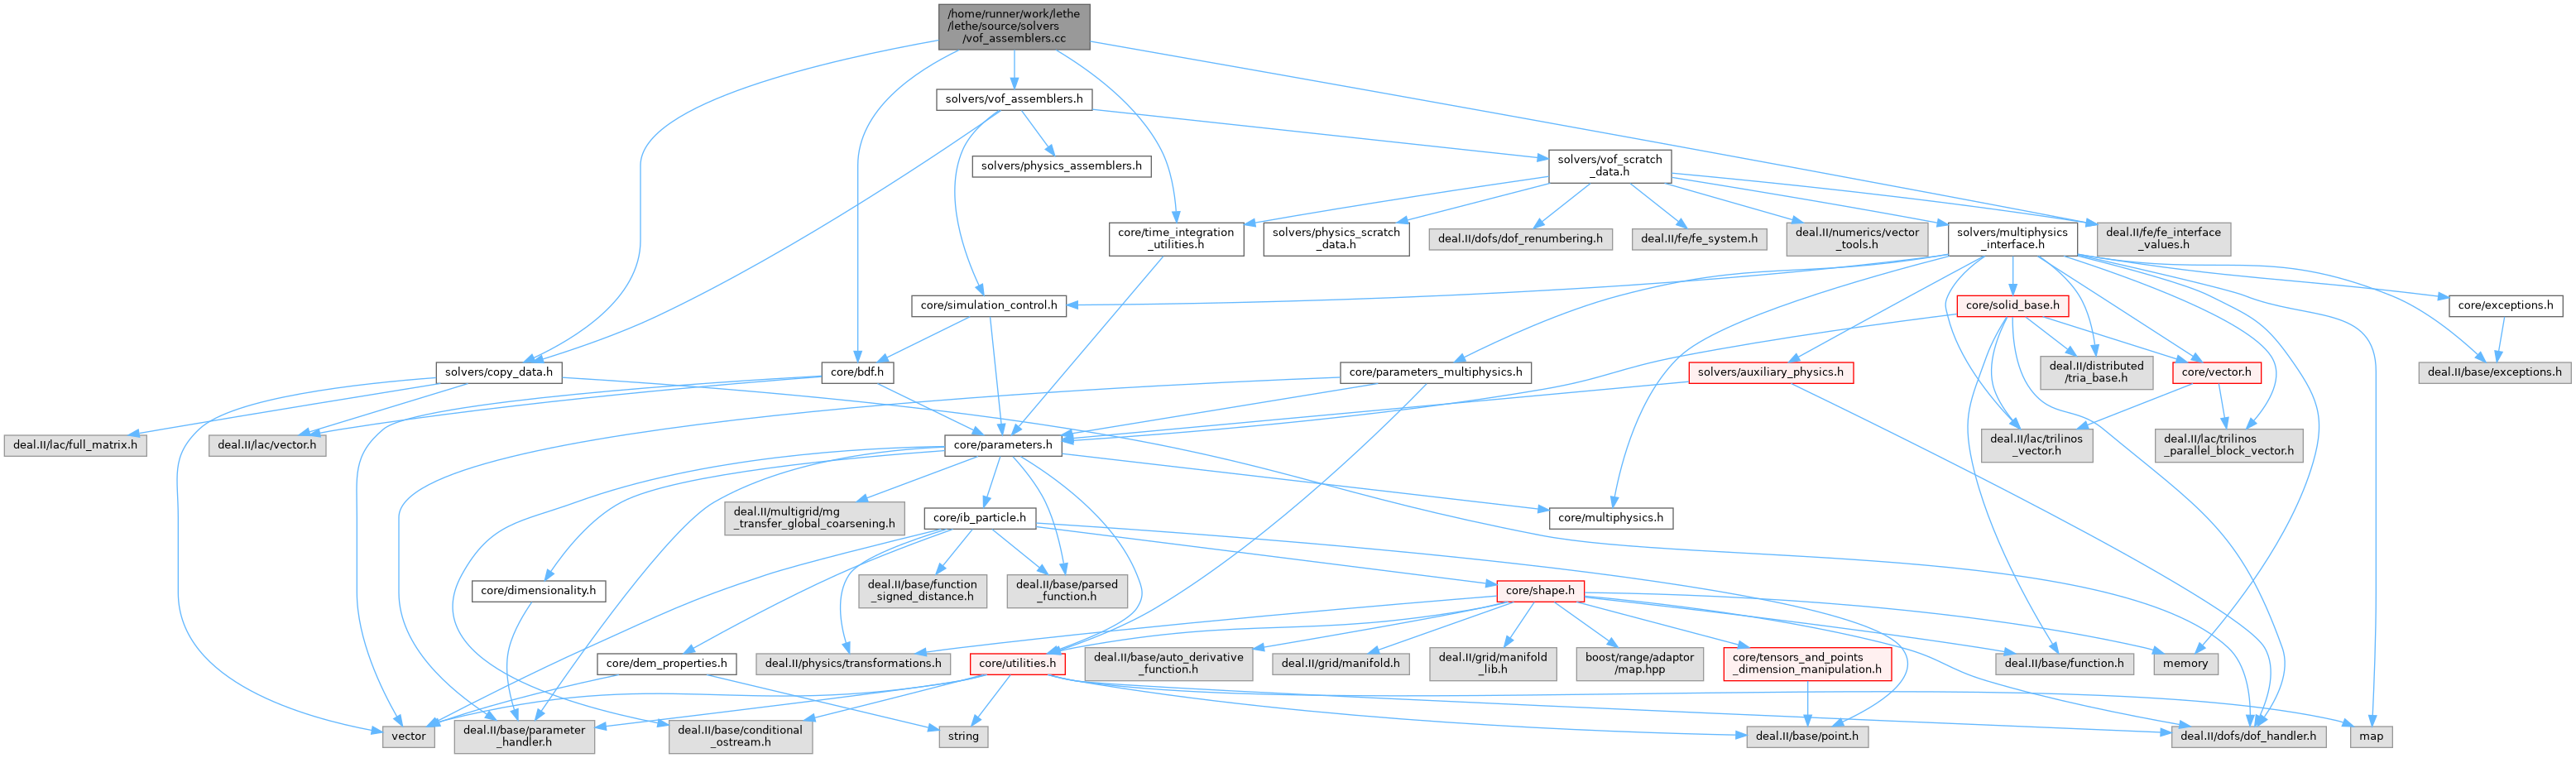 /home/runner/work/lethe
/lethe/source/solvers
/vof_assemblers.cc
solvers/vof_assemblers.h
solvers/physics_assemblers.h
solvers/vof_scratch
_data.h
core/time_integration
_utilities.h
solvers/physics_scratch
_data.h
deal.II/dofs/dof_renumbering.h
deal.II/fe/fe_system.h
deal.II/numerics/vector
_tools.h
solvers/multiphysics
_interface.h
deal.II/fe/fe_interface
_values.h
core/simulation_control.h
core/solid_base.h
core/exceptions.h
solvers/copy_data.h
core/bdf.h
core/parameters_multiphysics.h
solvers/auxiliary_physics.h
deal.II/distributed
/tria_base.h
core/vector.h
deal.II/base/exceptions.h
deal.II/lac/full_matrix.h
deal.II/lac/vector.h
core/parameters.h
deal.II/lac/trilinos
_vector.h
deal.II/lac/trilinos
_parallel_block_vector.h
deal.II/multigrid/mg
_transfer_global_coarsening.h
core/ib_particle.h
core/multiphysics.h
core/dimensionality.h
deal.II/base/function
_signed_distance.h
deal.II/base/parsed
_function.h
core/shape.h
core/dem_properties.h
deal.II/physics/transformations.h
core/utilities.h
deal.II/base/auto_derivative
_function.h
deal.II/grid/manifold.h
deal.II/grid/manifold
_lib.h
boost/range/adaptor
/map.hpp
core/tensors_and_points
_dimension_manipulation.h
deal.II/base/function.h
memory
vector
deal.II/base/parameter
_handler.h
deal.II/base/conditional
_ostream.h
string
deal.II/base/point.h
deal.II/dofs/dof_handler.h
map